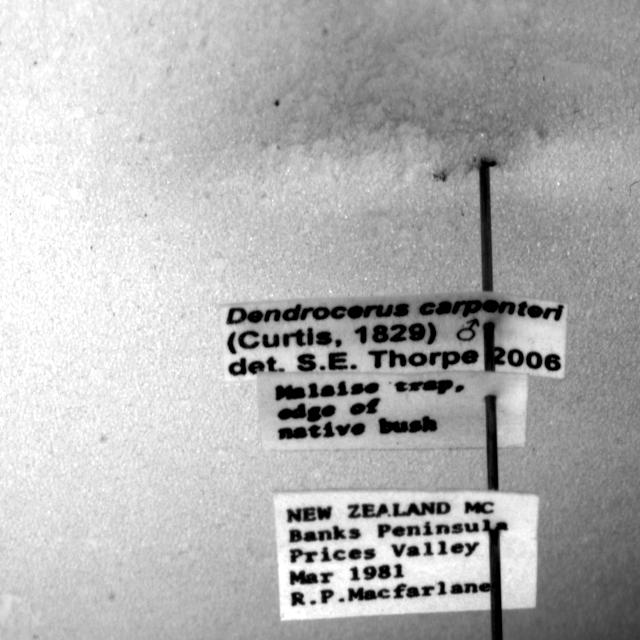 Dendrocerus carpenteri
(Curtis, 1829) ♂
det. S.E. Thorpe 2006
Malaise trap,
edge of
native bush
NEW ZEALAND MC
Banks Peninsula
Prices Valley
Mar 1981
R.P.Macfarlane